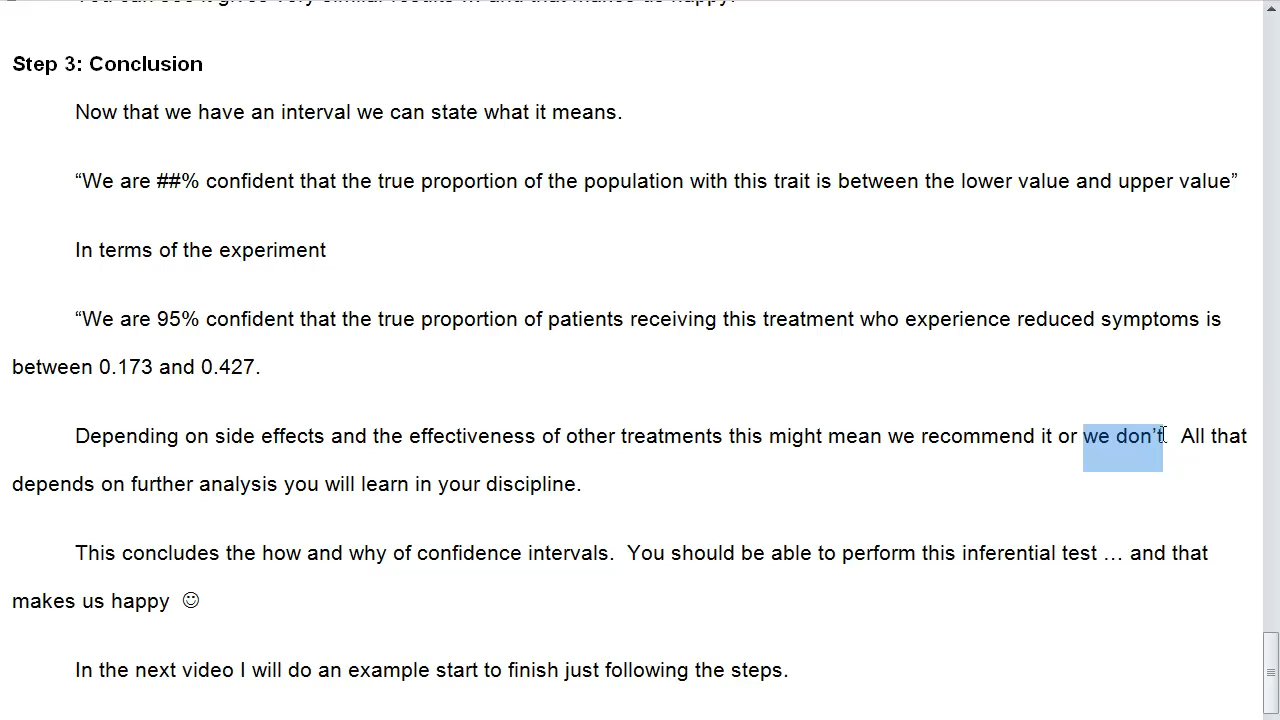 Step 3: Conclusion
Now that we have an interval we can state what it means.
“We are ##% confident that the true proportion of the population with this trait is between the lower value and upper value”
In terms of the experiment
“We are 95% confident that the true proportion of patients receiving this treatment who experience reduced symptoms is
between 0.173 and 0.427.
Depending on side effects and the effectiveness of other treatments this might mean we recommend it or we don’t  All that
depends on further analysis you will learn in your discipline.
This concludes the how and why of confidence intervals.  You should be able to perform this inferential test … and that
makes us happy ☺
In the next video I will do an example start to finish just following the steps.